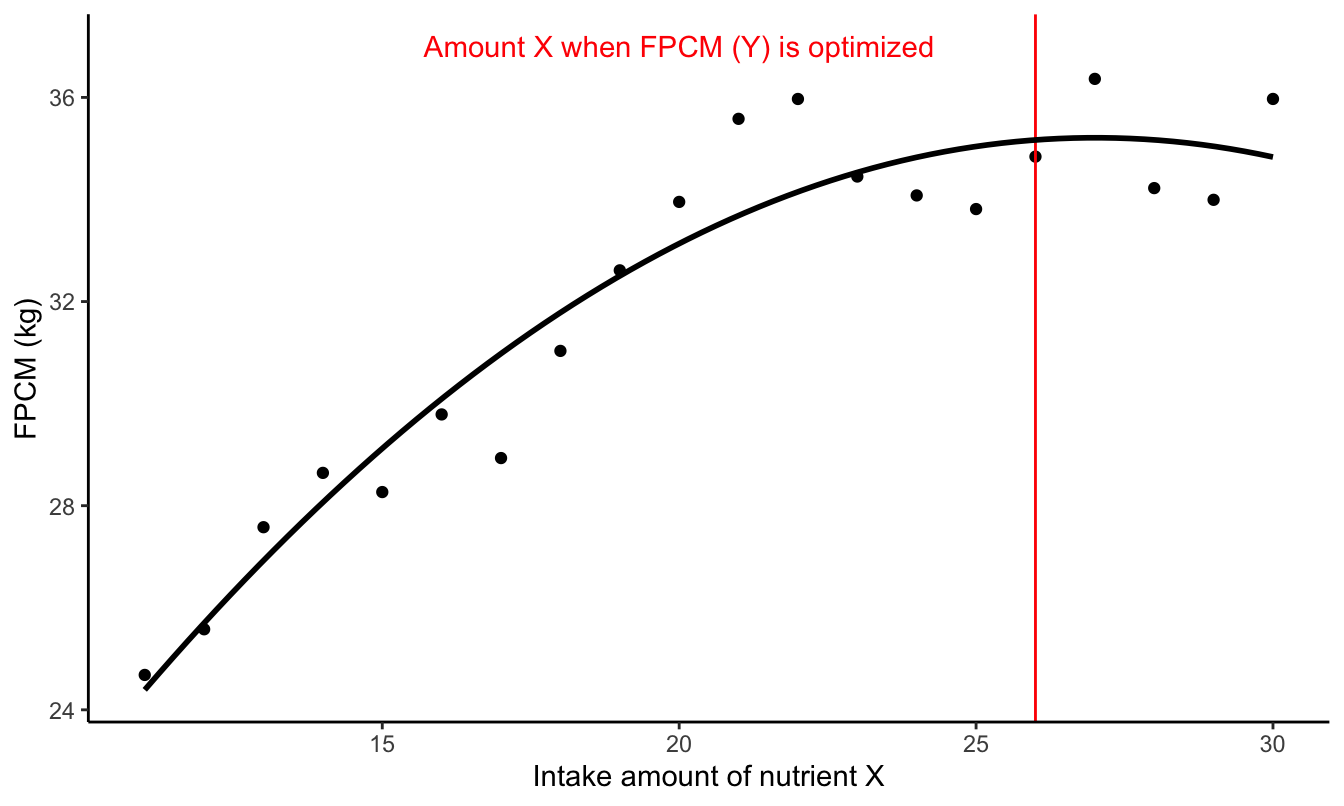 Amount X when FPCM (Y) is optimized
36
32
28
24
FPCM (kg)
15 20 25 30
Intake amount of nutrient X